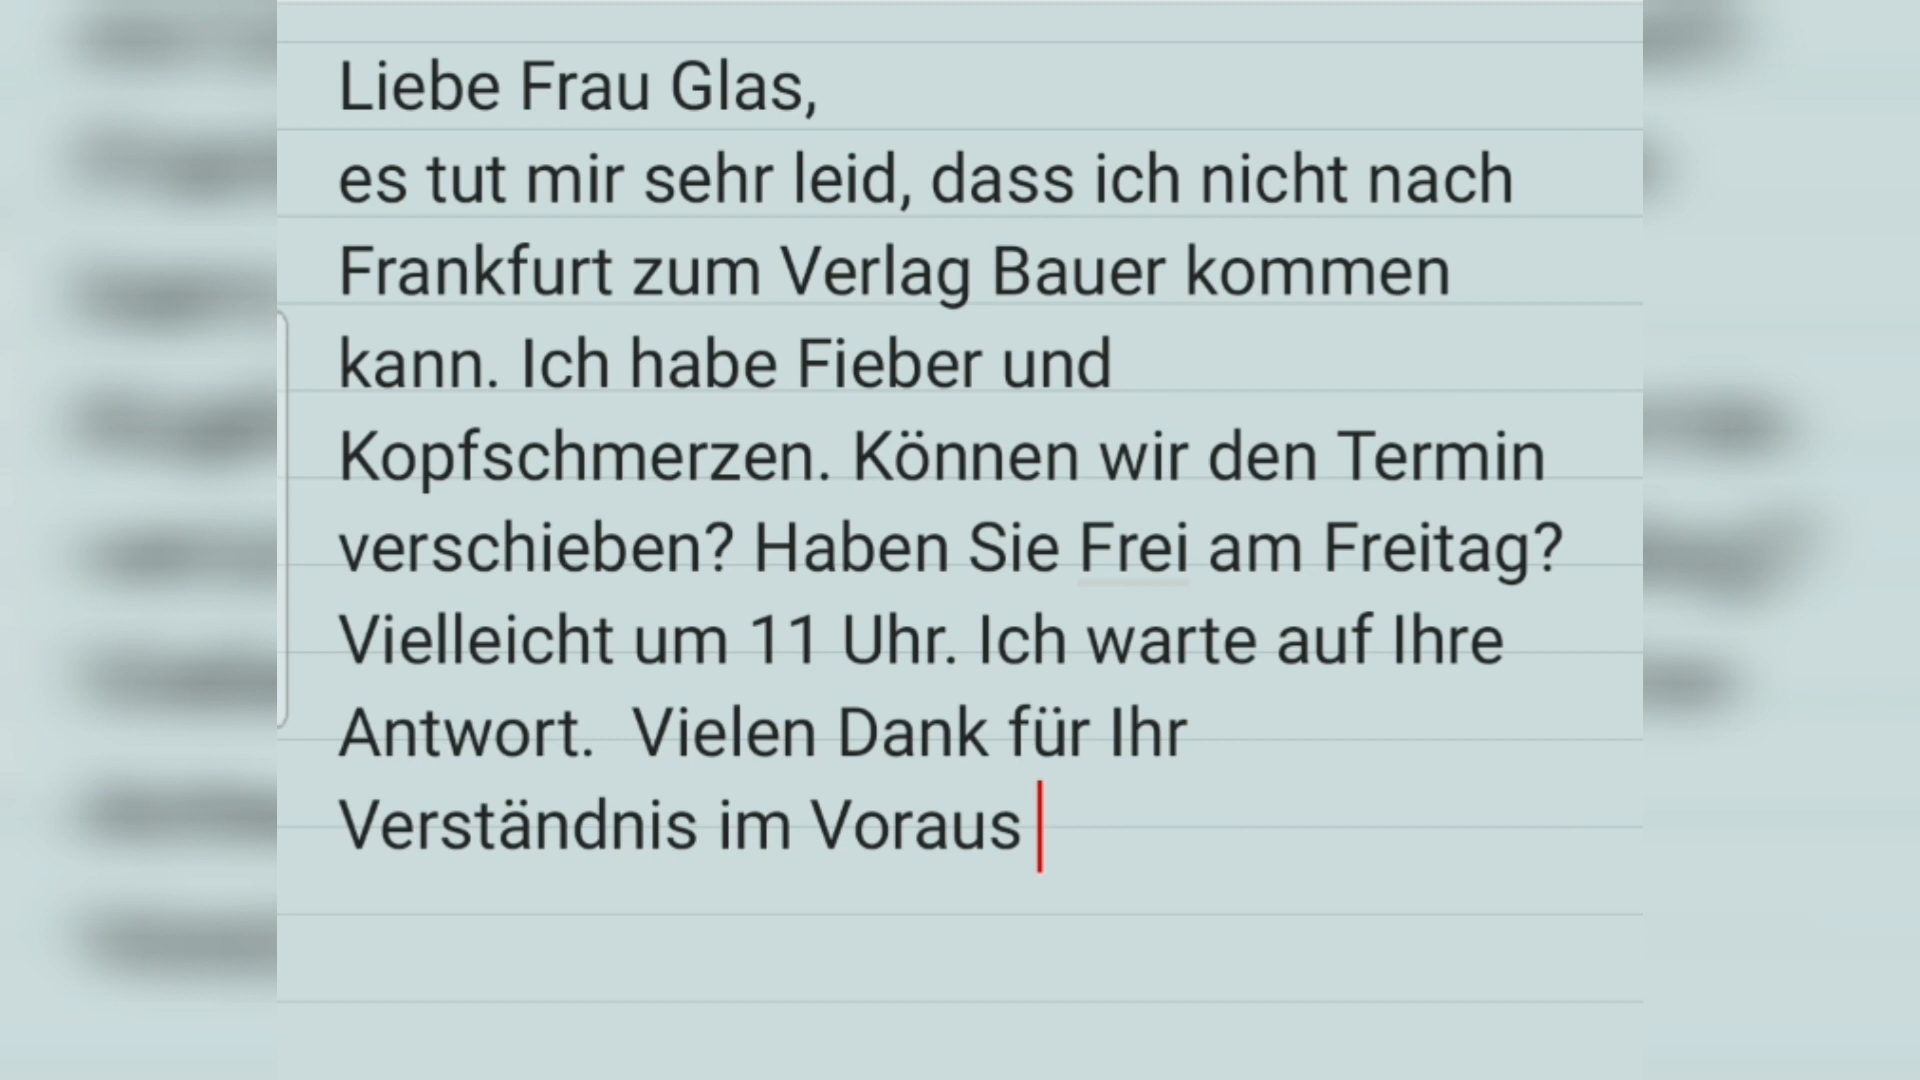 Liebe Frau Glas,
es tut mir sehr leid, dass ich nicht nach
Frankfurt zum Verlag Bauer kommen
kann. Ich habe Fieber und
Kopfschmerzen. Können wir den Termin
verschieben? Haben Sie Frei am Freitag?
Vielleicht um 11 Uhr. Ich warte auf Ihre
Antwort.  Vielen Dank für Ihr
Verständnis im Voraus